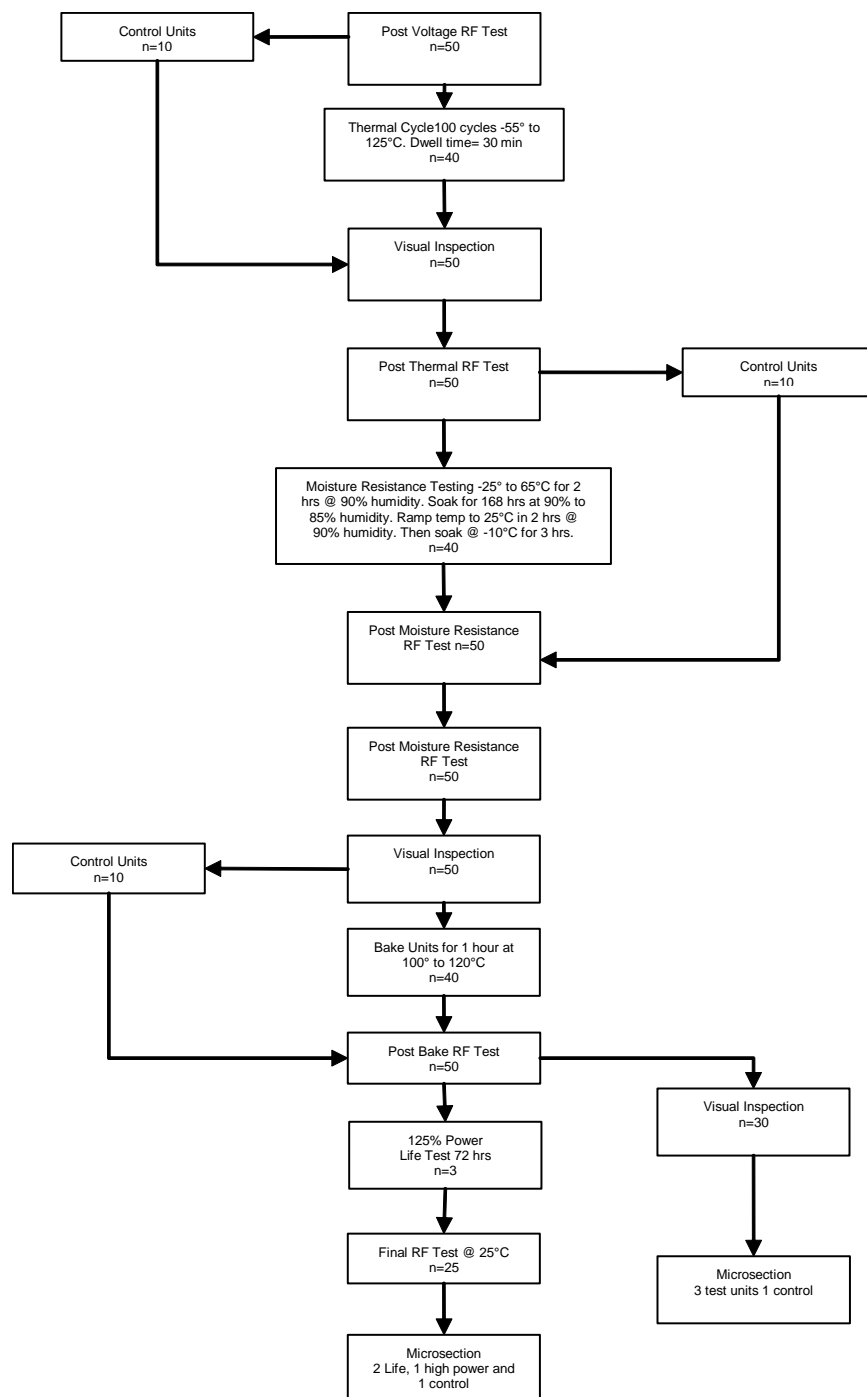 Control Units
n=10
Post Voltage RF Test
n=50
Thermal Cycle100 cycles -55° to
125°C. Dwell time= 30 min
n=40
Visual Inspection
n=50
Post Thermal RF Test
n=50
Control Units
n=10
Moisture Resistance Testing -25° to 65°C for 2
hrs @ 90% humidity. Soak for 168 hrs at 90% to
85% humidity. Ramp temp to 25°C in 2 hrs @
90% humidity. Then soak @ -10°C for 3 hrs.
n=40
Post Moisture Resistance
RF Test n=50
Post Moisture Resistance
RF Test
n=50
Control Units
n=10
Visual Inspection
n=50
Bake Units for 1 hour at
100° to 120°C
n=40
Post Bake RF Test
n=50
Visual Inspection
n=30
125% Power
Life Test 72 hrs
n=3
Final RF Test @ 25°C
n=25
Microsection
3 test units 1 control
Microsection
2 Life, 1 high power and
1 control